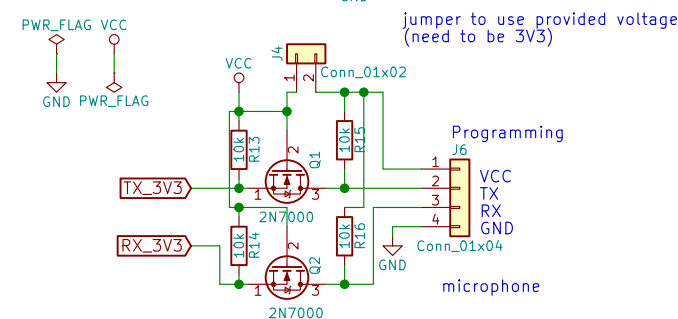 GND
jumper to use provided voltage
(need to be 3V3)
PWR_FLAG VCC
GND PWR_FLAG
VCC
J4
Conn_01x02
1 2
10k R13
2 Q1
10k R15
Programming
J6
1 VCC
2 TX
3 RX
4 GND
Conn_01x04
TX_3V3
1 3
2N7000
10k R14
2 Q2
10k R16
RX_3V3
1 3
2N7000
GND
microphone